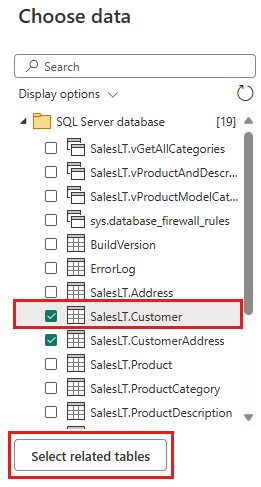 Choose data
Search
Display options
SQL Server database [19]
SalesLT.vGetAllCategories
SalesLT.vProductAndDescr...
SalesLT.vProductModelCat...
sys.database_firewall_rules
BuildVersion
ErrorLog
SalesLT.Address
SalesLT.Customer
SalesLT.CustomerAddress
SalesLT.Product
SalesLT.ProductCategory
SalesLT.ProductDescription
Select related tables